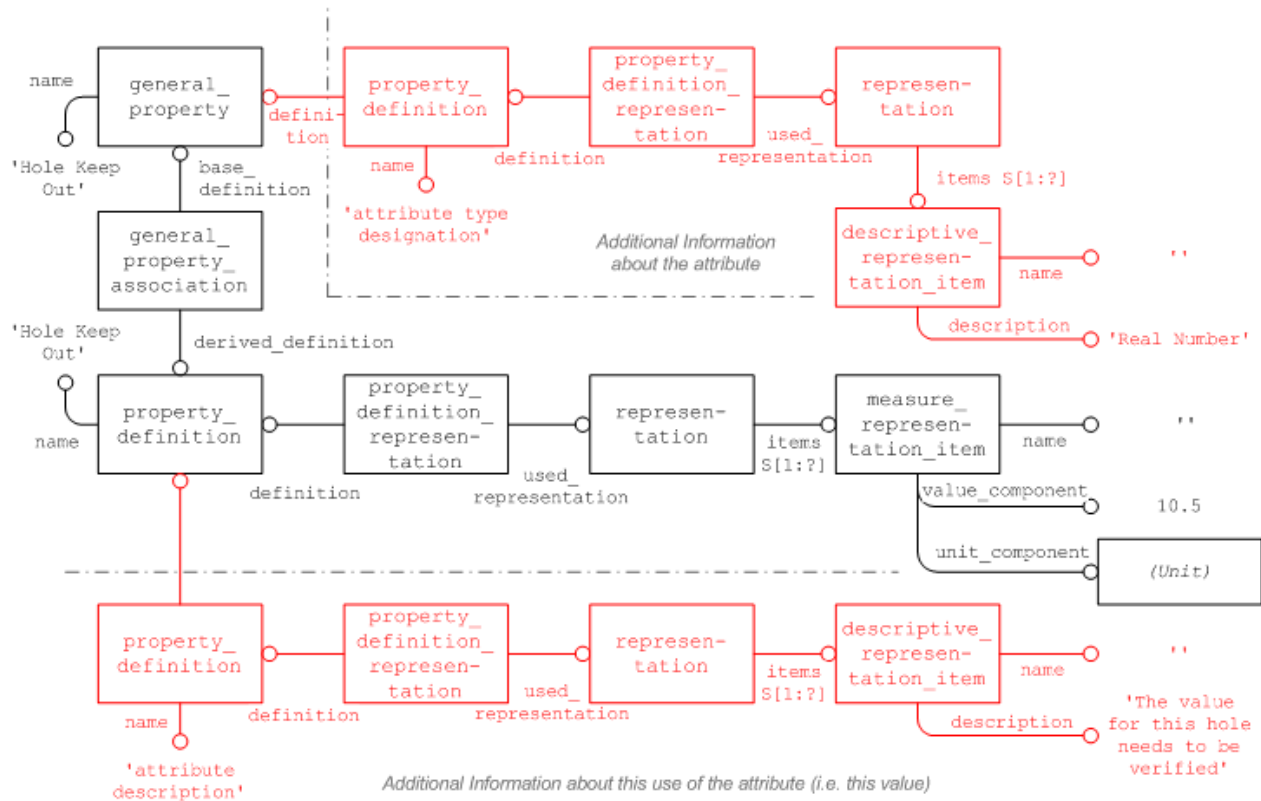 name
general_
property
'Hole Keep
Out'
defini-
tion
property_
definition
name
'attribute type
designation'
definition
property_
definition_
represen-
tation
used_
representation
represen-
tation
items S[1:?]
base_
definition
general_
property_
association
Additional Information
about the attribute
descriptive_
represen-
tation_item
name
''
description
'Real Number'
'Hole Keep
Out'
derived_definition
name
property_
definition
definition
property_
definition_
represen-
tation
used_
representation
represen-
tation
items
S[1:?]
measure_
represen-
tation_item
name
''
value_component
10.5
unit_component
(Unit)
property_
definition
name
'attribute
description'
definition
property_
definition_
represen-
tation
used_
representation
represen-
tation
items
S[1:?]
descriptive_
represen-
tation_item
name
''
description
'The value
for this hole
needs to be
verified'
Additional Information about this use of the attribute (i.e. this value)